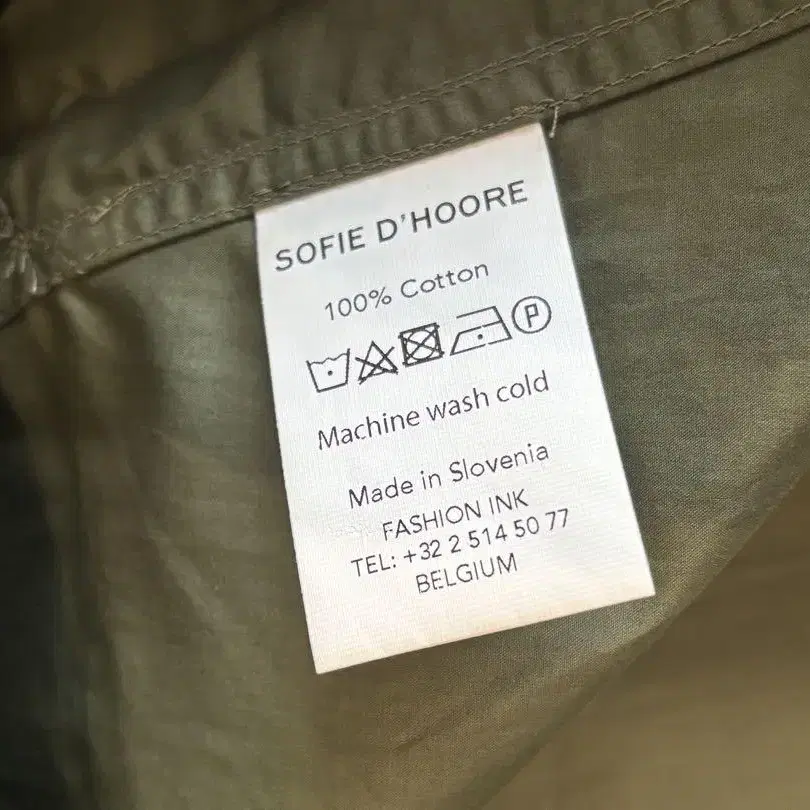 SOFIE D'HOORE
100% Cotton
P
Machine wash cold
Made in Slovenia
FASHION INK
TEL: +32 2 514 50 77
BELGIUM